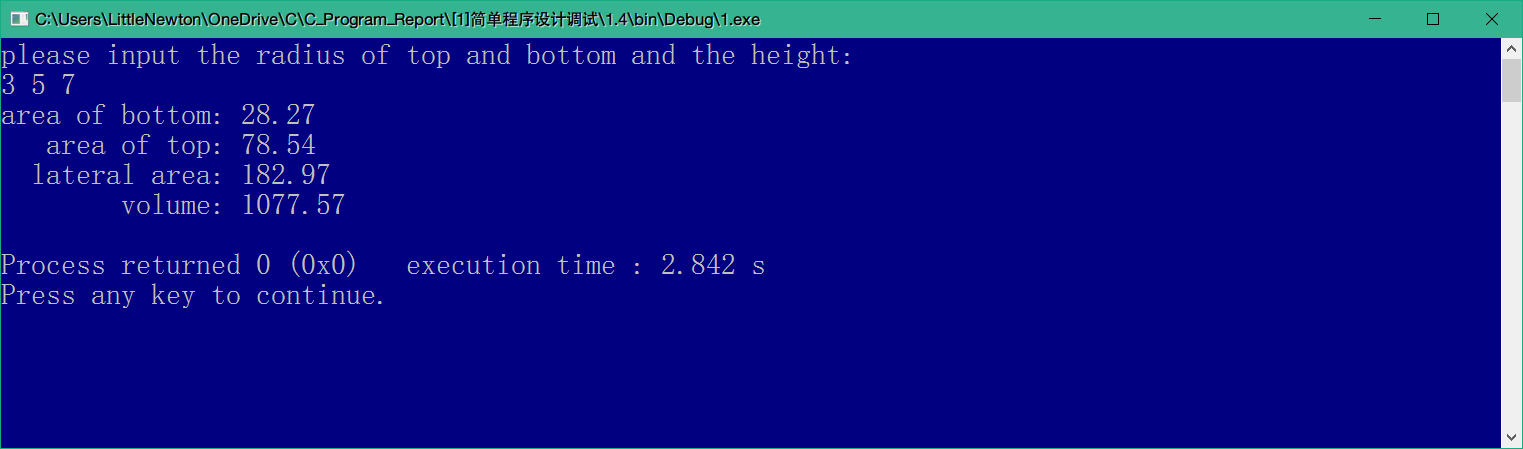 C:\Users\LittleNewton\OneDrive\C\C_Program_Report\[1]简单程序设计调试\1.4\bin\Debug\1.exe
please input the radius of top and bottom and the height:
3 5 7
area of bottom: 28.27
   area of top: 78.54
  lateral area: 182.97
        volume: 1077.57

Process returned 0 (0x0)   execution time : 2.842 s
Press any key to continue.